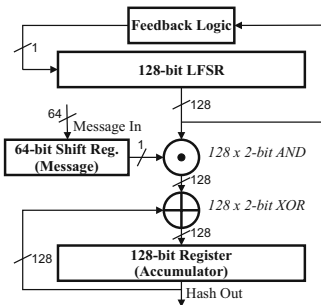 Feedback Logic
1
128-bit LFSR
128
64
Message In
64-bit Shift Reg.
(Message)
1
128 x 2-bit AND
128
128 x 2-bit XOR
128
128-bit Register
(Accumulator)
128
Hash Out